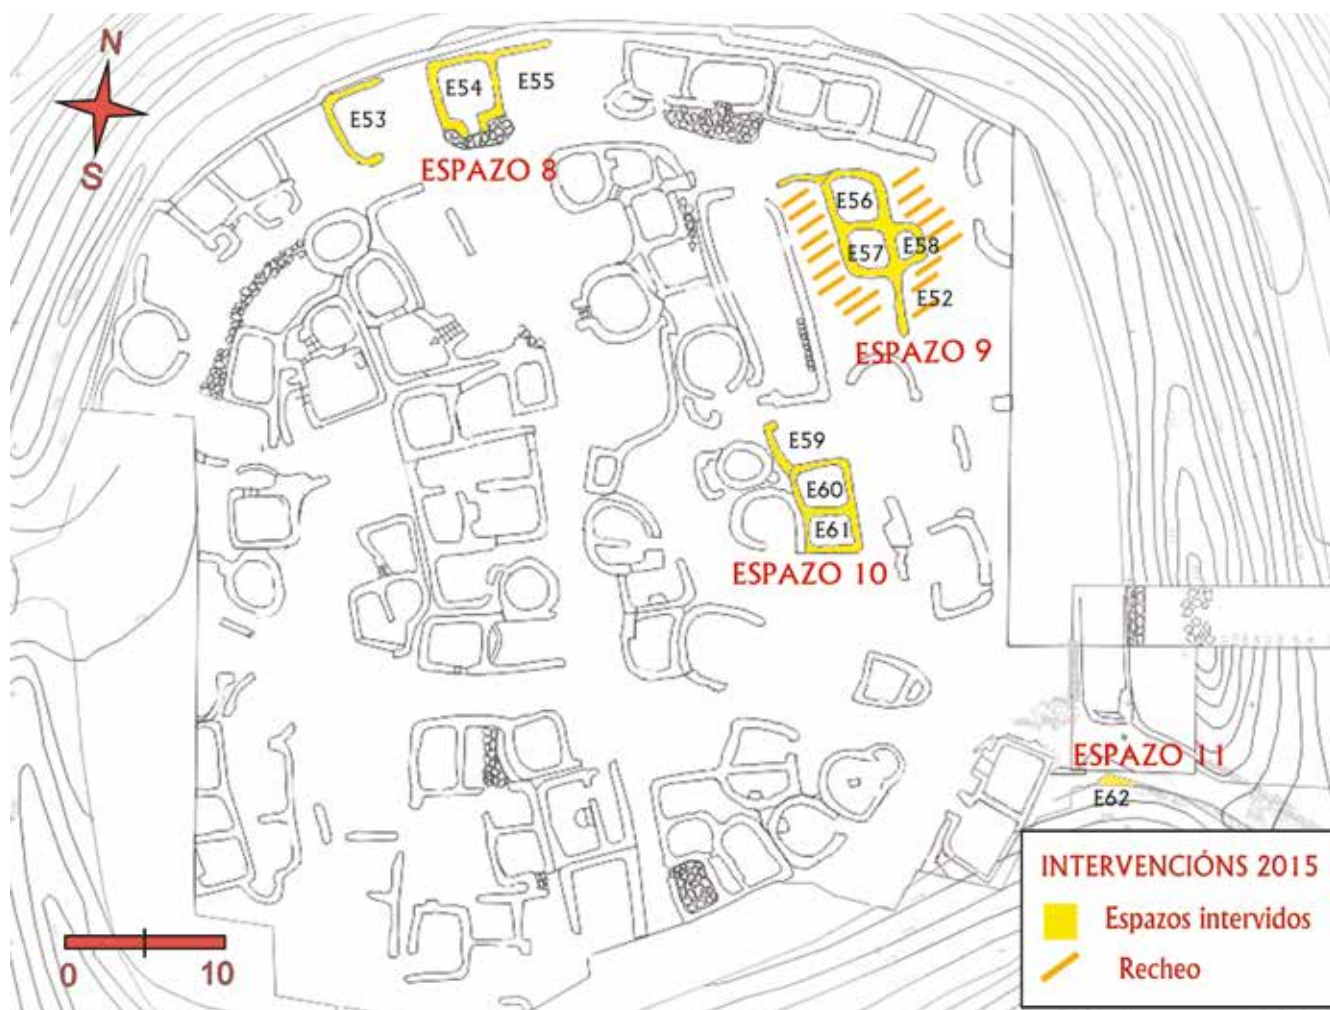 N
S
E53
E54
E55
ESPAZO 8
E56
E57
E58
E52
ESPAZO 9
E59
E60
E61
ESPAZO 10
ESPAZO 11
E62
INTERVENCIÓNS 2015
Espazos intervidos
Recheo
0 10